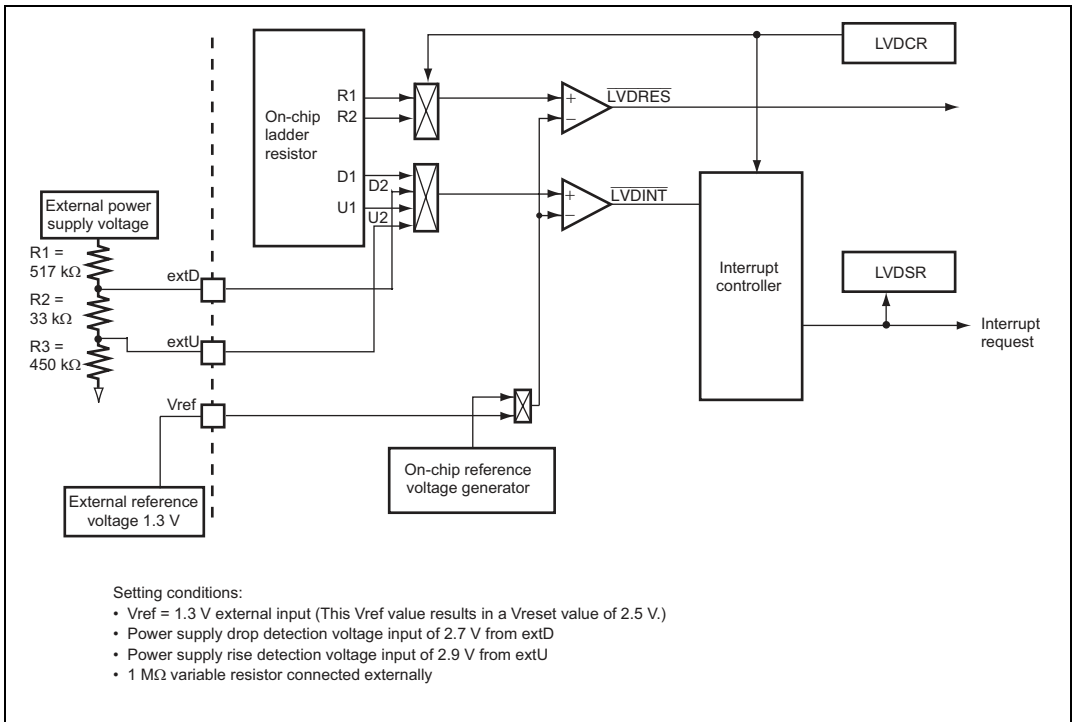 LVDCR
On-chip
ladder
resistor
R1
R2
D1
D2
U1
U2
+
−
LVDRES
+
−
LVDINT
External power
supply voltage
R1 =
517 kΩ
R2 =
33 kΩ
R3 =
450 kΩ
extD
extU
Vref
Interrupt
controller
LVDSR
Interrupt
request
On-chip reference
voltage generator
External reference
voltage 1.3 V
Setting conditions:
• Vref = 1.3 V external input (This Vref value results in a Vreset value of 2.5 V.)
• Power supply drop detection voltage input of 2.7 V from extD
• Power supply rise detection voltage input of 2.9 V from extU
• 1 MΩ variable resistor connected externally